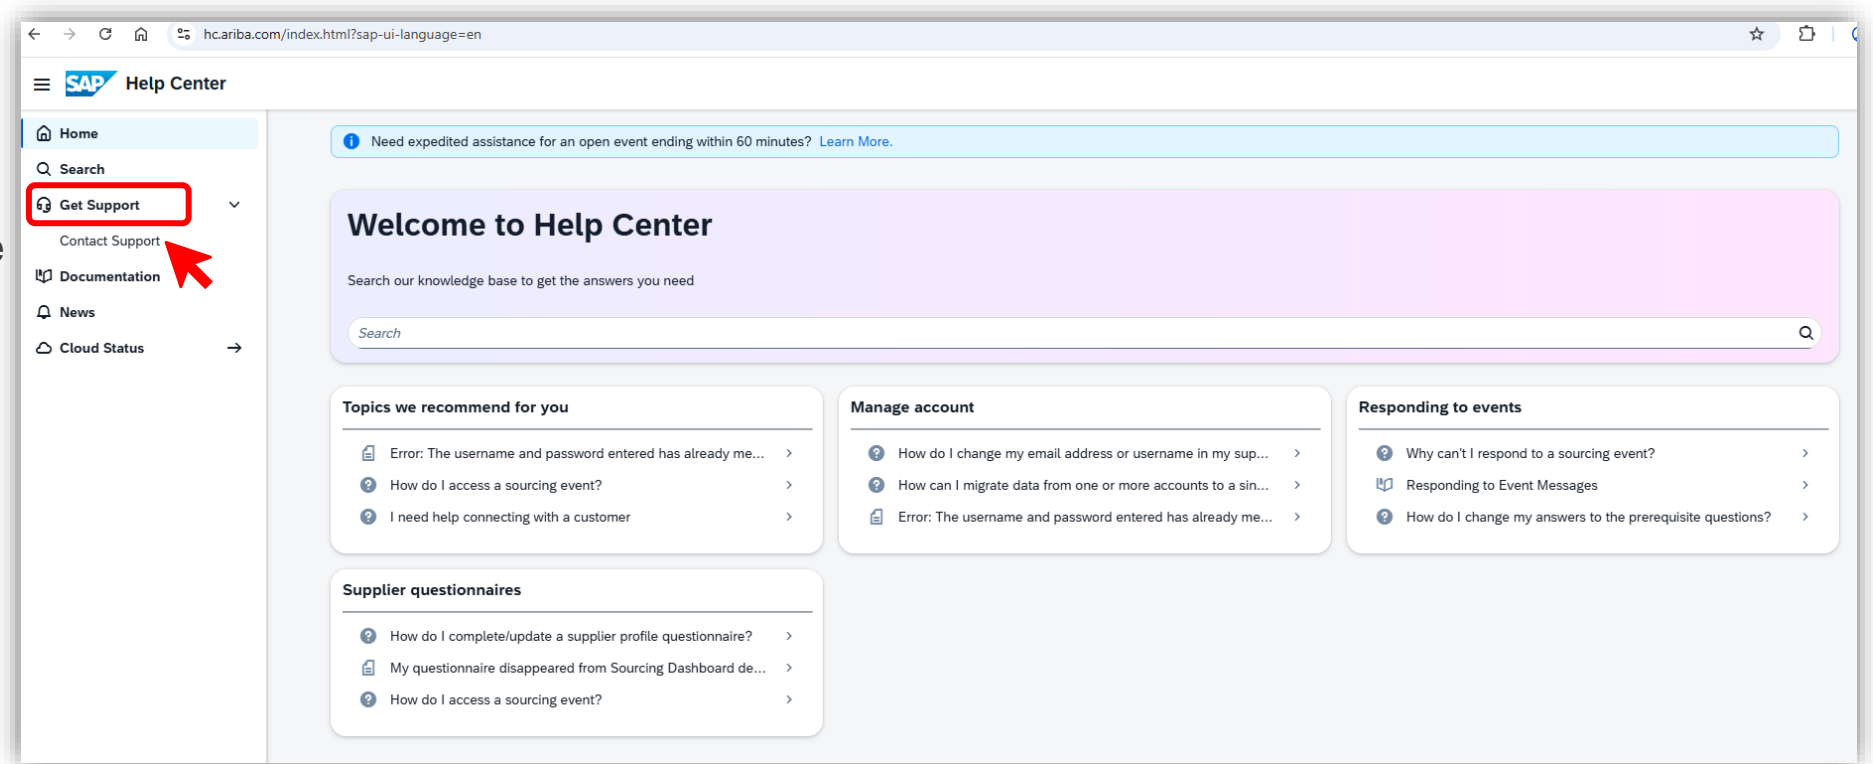 hc.ariba.com/index.html?sap-ui-language=en
SAP Help Center
Home
Search
Get Support
Contact Support
Documentation
News
Cloud Status
e
Need expedited assistance for an open event ending within 60 minutes? Learn More.
Welcome to Help Center
Search our knowledge base to get the answers you need
Search
Topics we recommend for you
Error: The username and password entered has already me...
How do I access a sourcing event?
I need help connecting with a customer
Manage account
How do I change my email address or username in my sup...
How can I migrate data from one or more accounts to a sin...
Error: The username and password entered has already me...
Responding to events
Why can't I respond to a sourcing event?
Responding to Event Messages
How do I change my answers to the prerequisite questions?
Supplier questionnaires
How do I complete/update a supplier profile questionnaire?
My questionnaire disappeared from Sourcing Dashboard de...
How do I access a sourcing event?